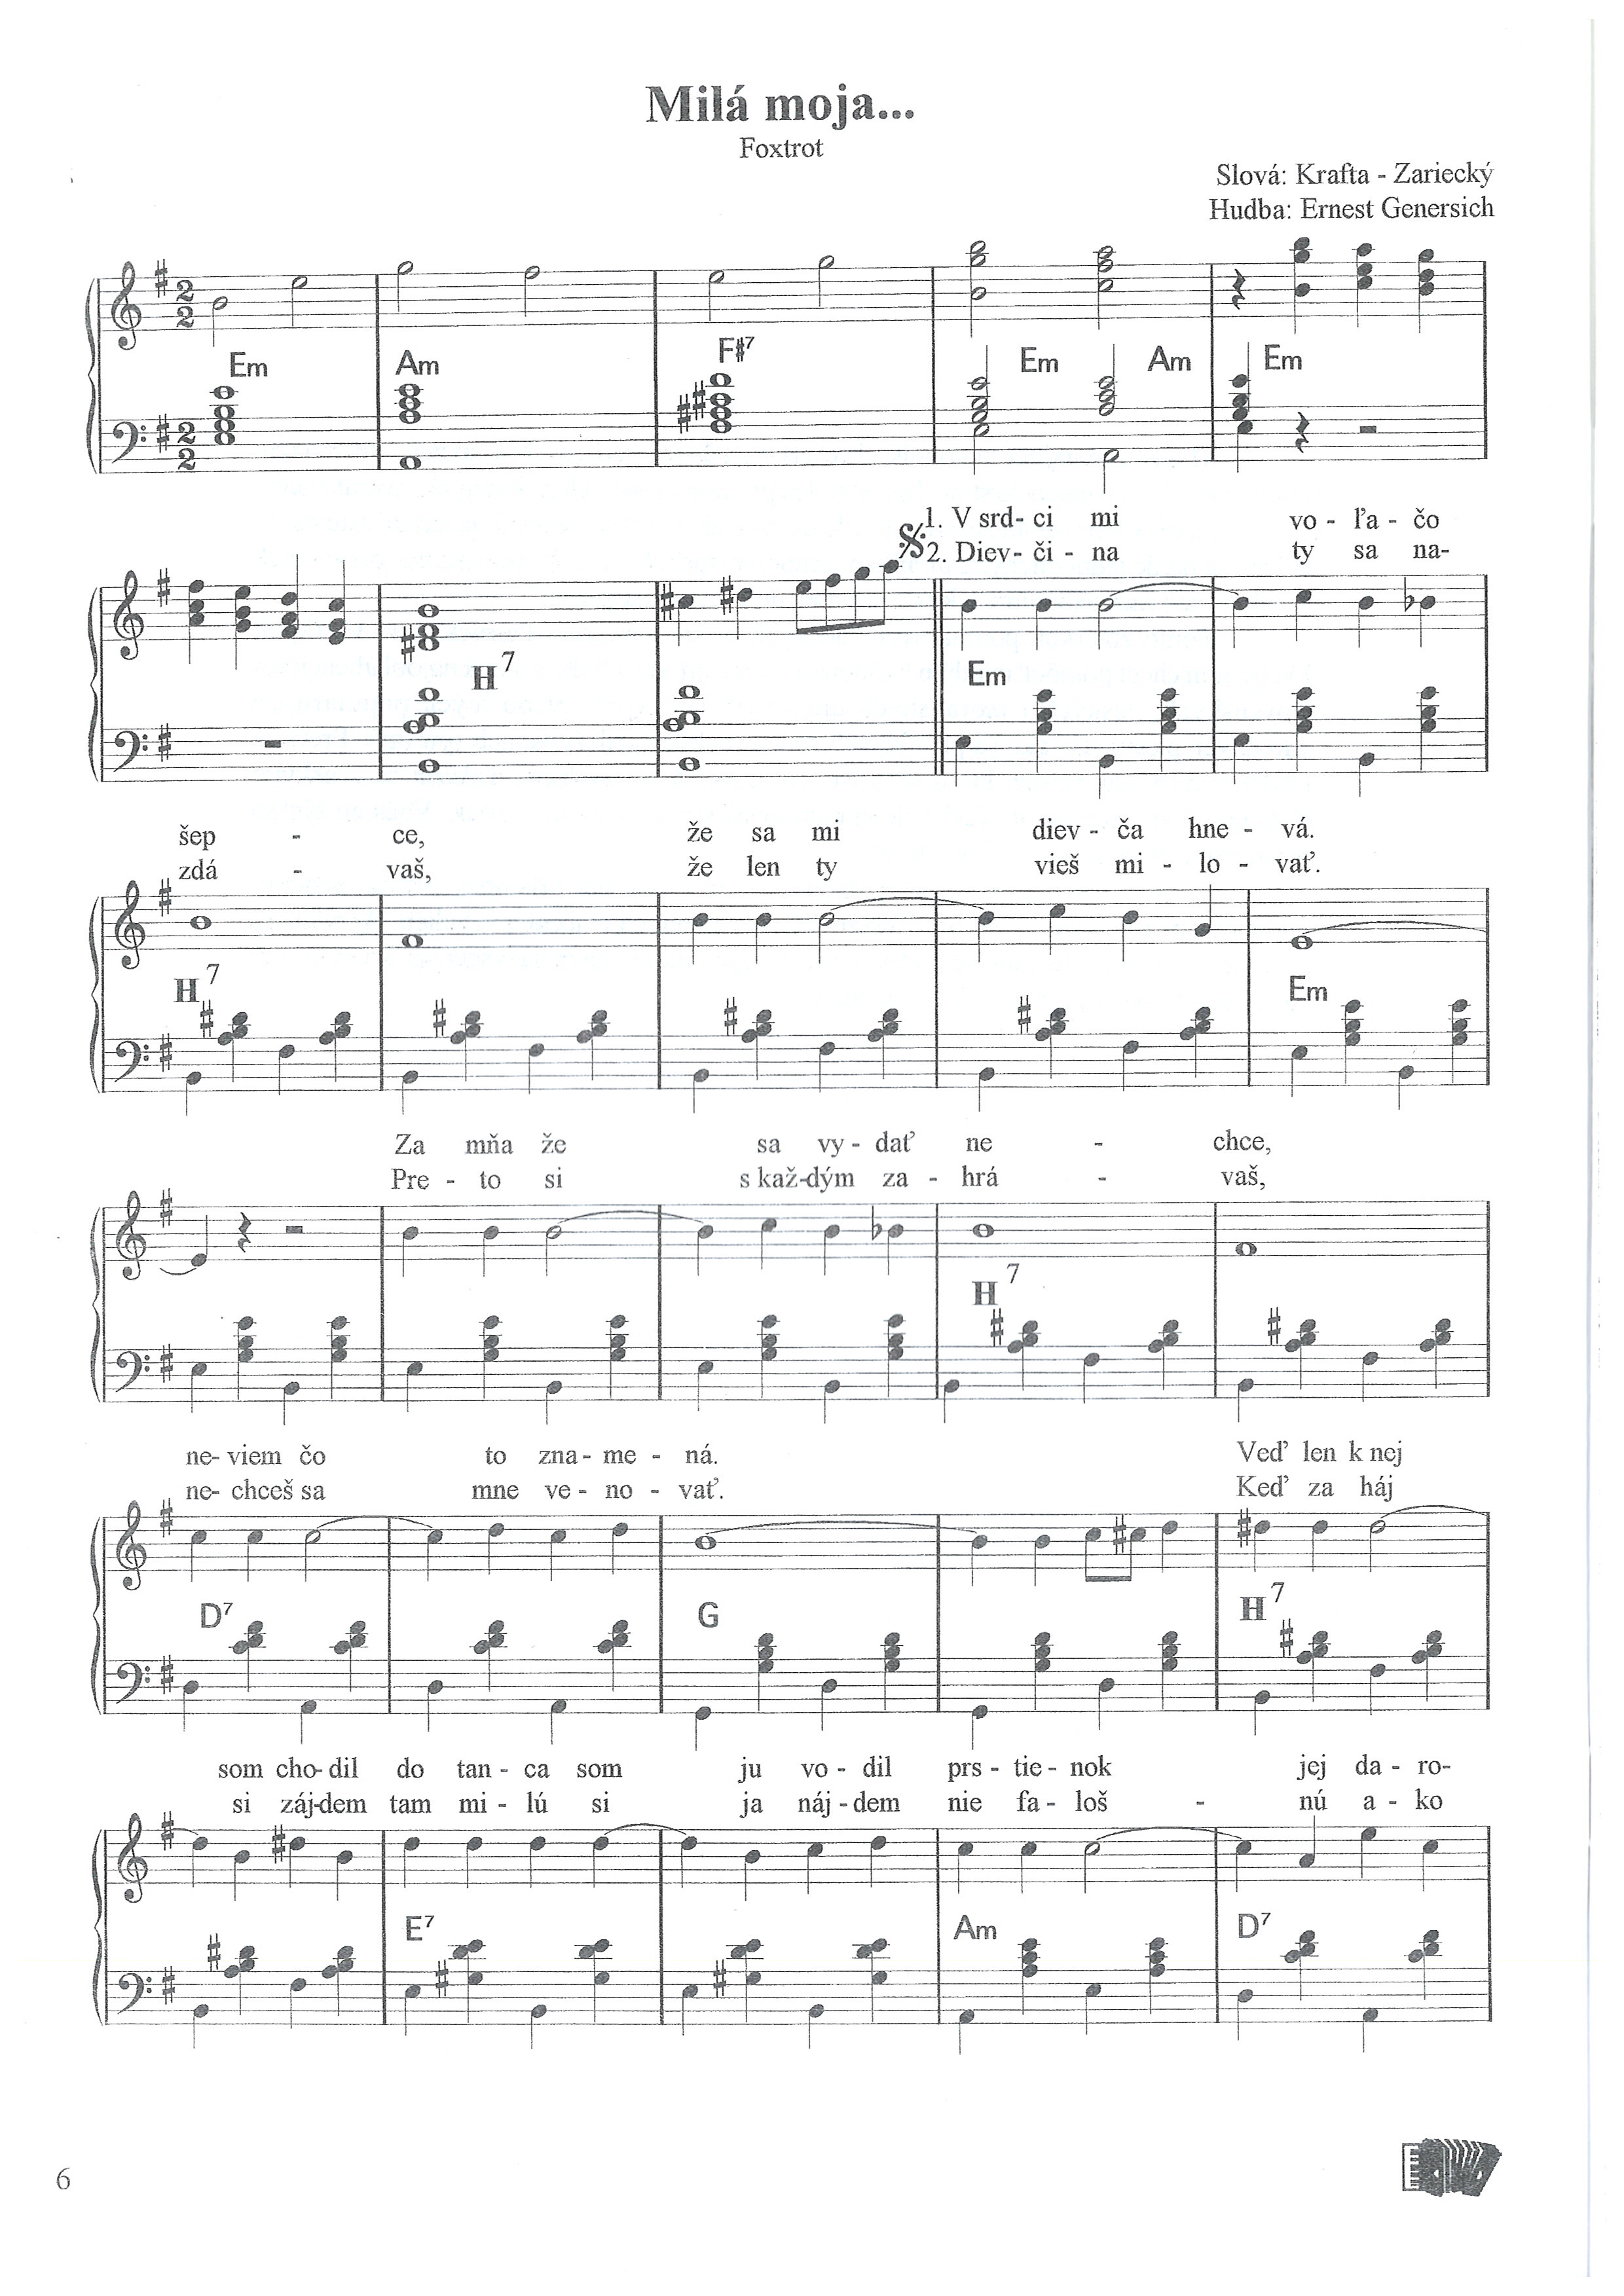 Milá moja...
Foxtrot
Slová: Krafta - Zariecký
Hudba: Ernest Genersich
2 2
Em Am F#7 Em Am Em
2 2
1. V srd- ci mi vo - ľa - čo
2. Diev- či - na ty sa na-
H7 Em
šep - ce, že sa mi diev - ča hne - vá.
zdá - vaš, že len ty vieš mi - lo - vať.
H7 Em
Za mňa že sa vy - dať ne - chce,
Pre - to si s kaž-dým za - hrá - vaš,
H7
ne- viem čo to zna- me - ná. Veď len k nej
ne- chceš sa mne ve - no - vať. Keď za háj
D7 G H7
som cho- dil do tan - ca som ju vo - dil prs - tie - nok jej da - ro-
si záj-dem tam mi - lú si ja náj - dem nie fa - loš - nú a - ko
E7 Am D7
6